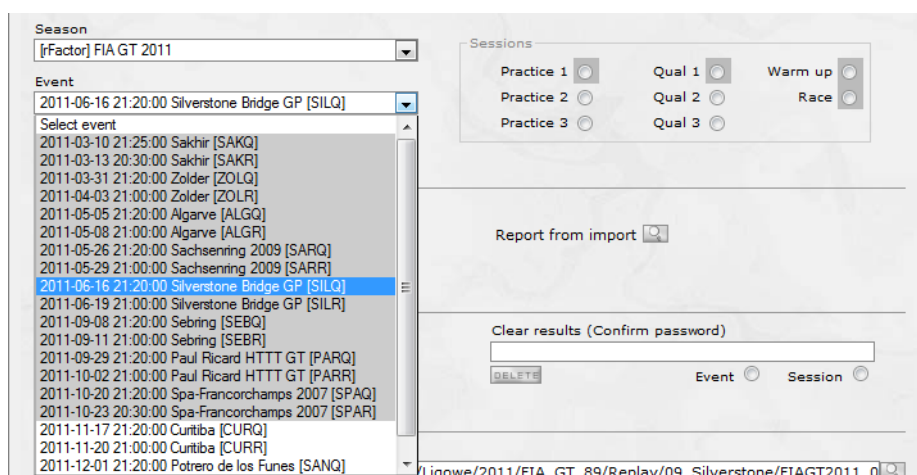 Season
[rFactor] FIA GT 2011
Event
2011-06-16 21:20:00 Silverstone Bridge GP [SILQ]
Select event
2011-03-10 21:25:00 Sakhir [SAKQ]
2011-03-13 20:30:00 Sakhir [SAKR]
2011-03-31 21:20:00 Zolder [ZOLQ]
2011-04-03 21:00:00 Zolder [ZOLR]
2011-05-05 21:20:00 Algarve [ALGQ]
2011-05-08 21:00:00 Algarve [ALGR]
2011-05-26 21:20:00 Sachsenring 2009 [SARQ]
2011-05-29 21:00:00 Sachsenring 2009 [SARR]
2011-06-16 21:20:00 Silverstone Bridge GP [SILQ]
2011-06-19 21:00:00 Silverstone Bridge GP [SILR]
2011-09-08 21:20:00 Sebring [SEBQ]
2011-09-11 21:00:00 Sebring [SEBR]
2011-09-29 21:20:00 Paul Ricard HTTT GT [PARQ]
2011-10-02 21:00:00 Paul Ricard HTTT GT [PARR]
2011-10-20 21:20:00 Spa-Francorchamps 2007 [SPAQ]
2011-10-23 20:30:00 Spa-Francorchamps 2007 [SPAR]
2011-11-17 21:20:00 Curitiba [CURQ]
2011-11-20 21:00:00 Curitiba [CURR]
2011-12-01 21:20:00 Potrero de los Funes [SANQ]
Sessions
Practice 1 Qual 1 Warm up
Practice 2 Qual 2 Race
Practice 3 Qual 3
Report from import
Clear results (Confirm password)
DELETE Event Session
/Ligowe/2011/FIA_GT_89/Replay/09_Silverstone/FIAGT2011_0